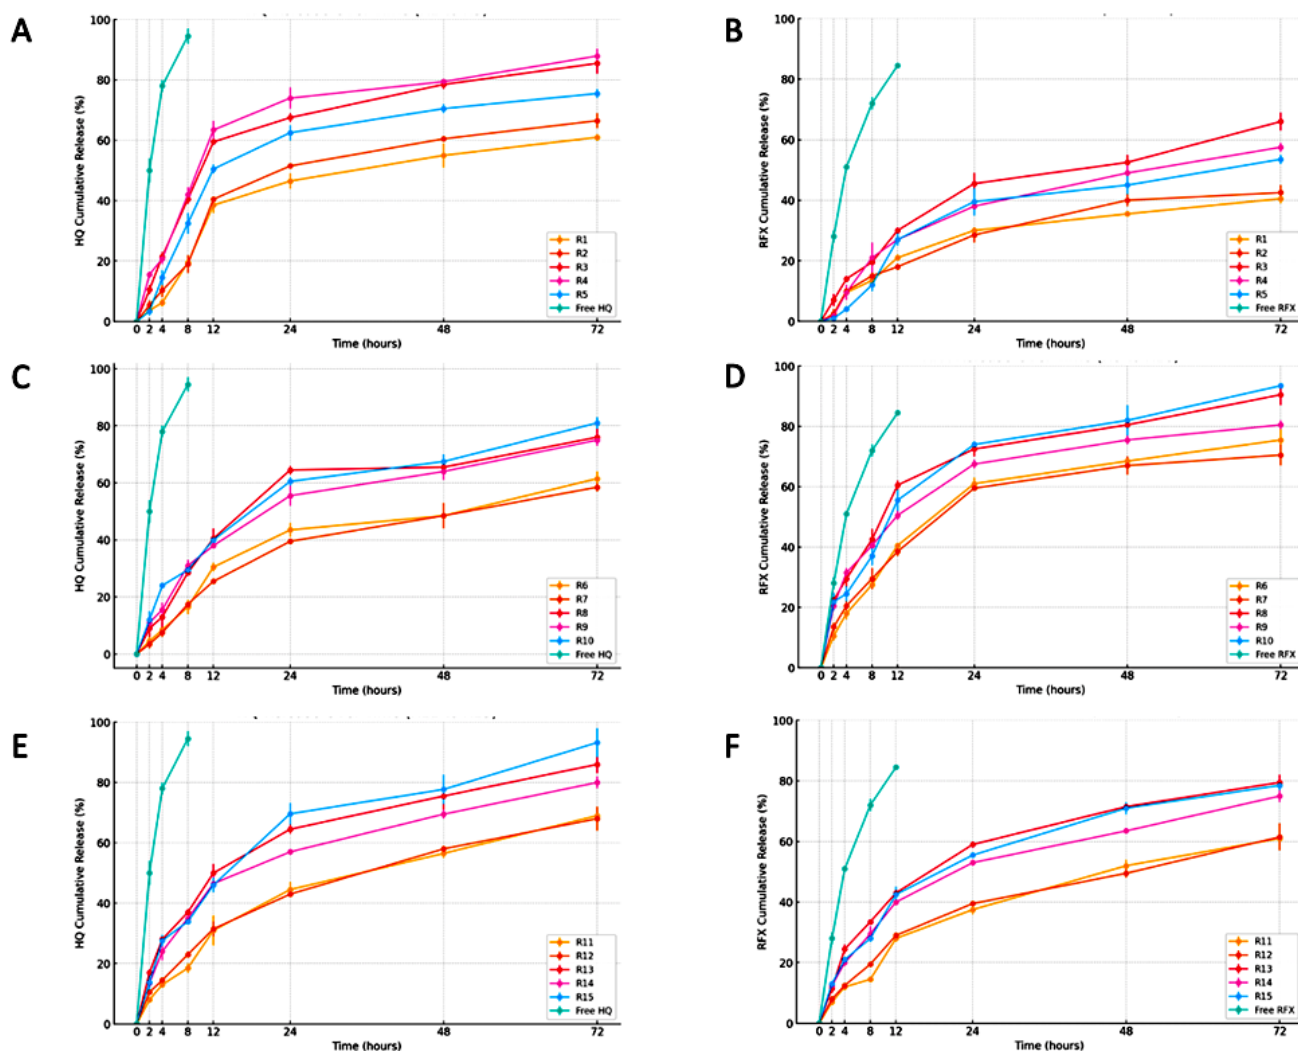 A
100
80
60
40
20
0
HQ Cumulative Release (%)
R1
R2
R3
R4
R5
Free HQ
0 2 4 8 12 24 48 72
Time (hours)
B
100
80
60
40
20
0
RFX Cumulative Release (%)
R1
R2
R3
R4
R5
Free RFX
0 2 4 8 12 24 48 72
Time (hours)
C
100
80
60
40
20
0
HQ Cumulative Release (%)
R6
R7
R8
R9
R10
Free HQ
0 2 4 8 12 24 48 72
Time (hours)
D
100
80
60
40
20
0
RFX Cumulative Release (%)
R6
R7
R8
R9
R10
Free RFX
0 2 4 8 12 24 48 72
Time (hours)
E
100
80
60
40
20
0
HQ Cumulative Release (%)
R11
R12
R13
R14
R15
Free HQ
0 2 4 8 12 24 48 72
Time (hours)
F
100
80
60
40
20
0
RFX Cumulative Release (%)
R11
R12
R13
R14
R15
Free RFX
0 2 4 8 12 24 48 72
Time (hours)